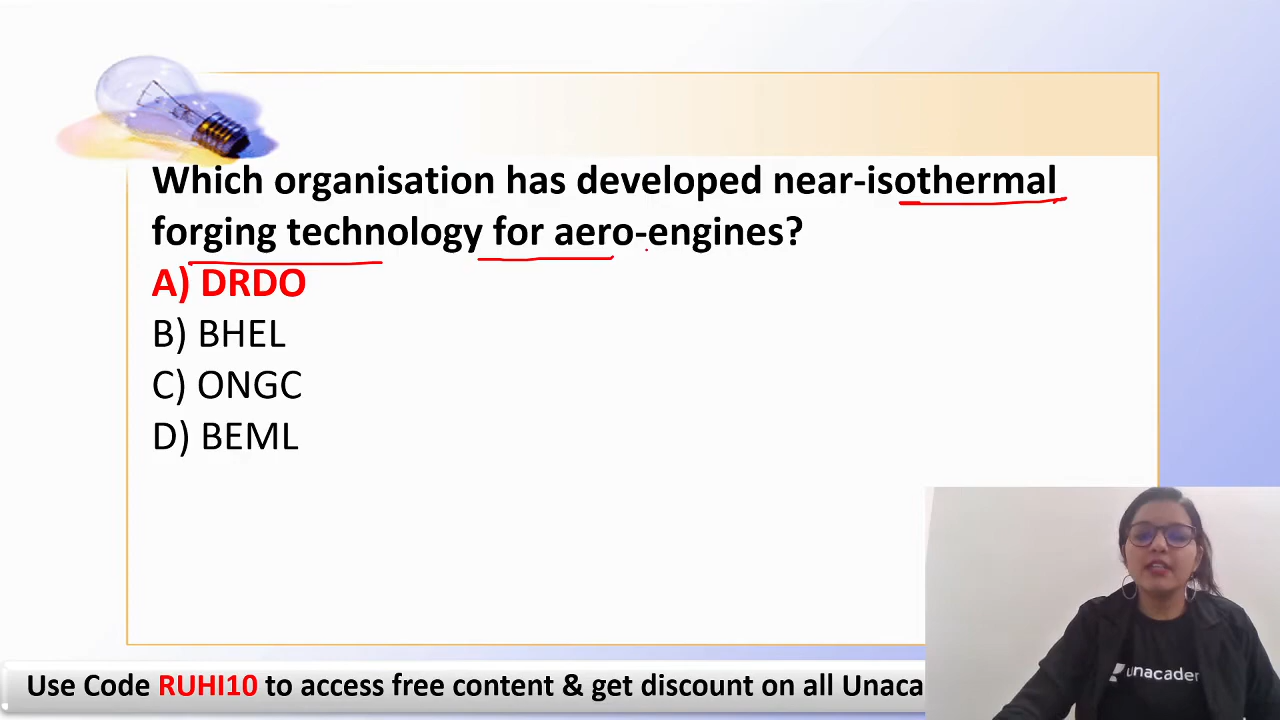 Which organisation has developed near-isothermal
forging technology for aero-engines?
A) DRDO
B) BHEL
C) ONGC
D) BEML
Use Code RUHI10 to access free content & get discount on all Unaca
unacader